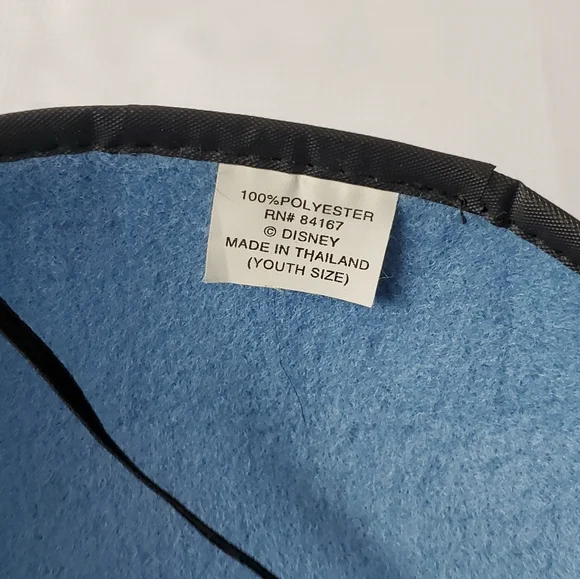 100%POLYESTER
RN# 84167
© DISNEY
MADE IN THAILAND
(YOUTH SIZE)